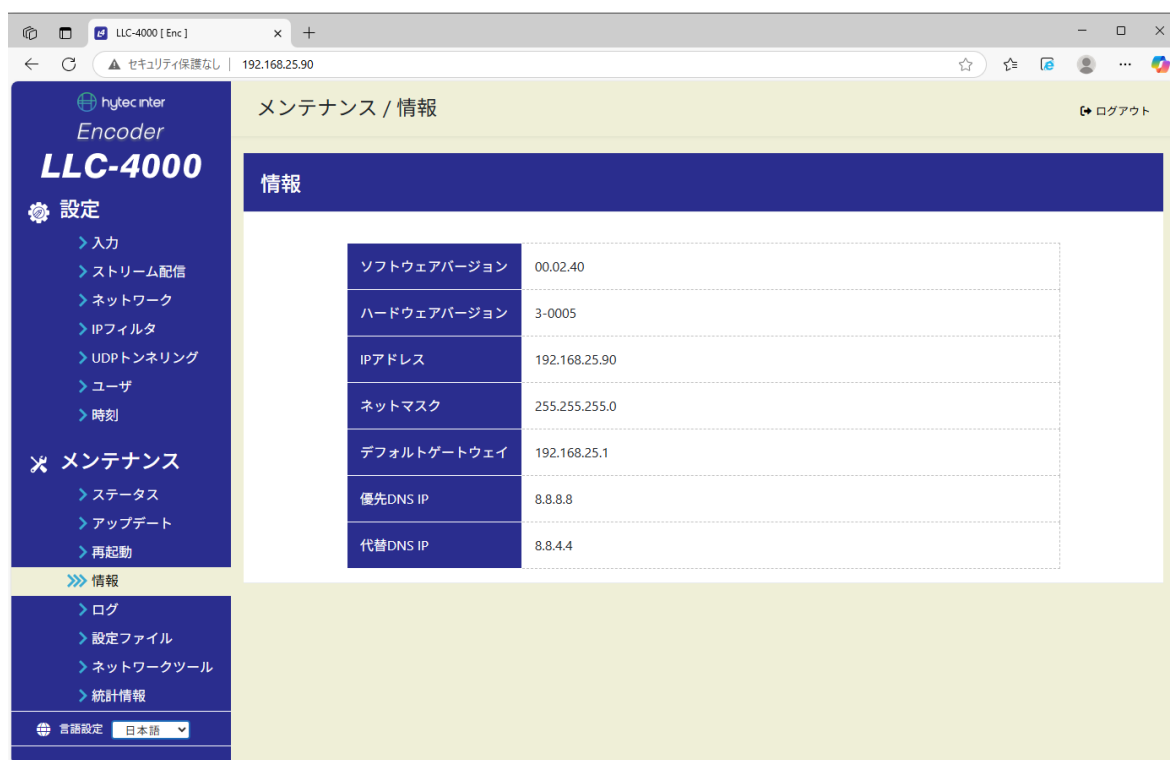 LLC-4000 [ Enc ]
セキュリティ保護なし
192.168.25.90
hytec inter
Encoder
LLC-4000
設定
入力
ストリーム配信
ネットワーク
IPフィルタ
UDPトンネリング
ユーザ
時刻
メンテナンス
ステータス
アップデート
再起動
情報
ログ
設定ファイル
ネットワークツール
統計情報
言語設定 日本語
メンテナンス / 情報
ログアウト
情報
ソフトウェアバージョン 00.02.40
ハードウェアバージョン 3-0005
IPアドレス 192.168.25.90
ネットマスク 255.255.255.0
デフォルトゲートウェイ 192.168.25.1
優先DNS IP 8.8.8.8
代替DNS IP 8.8.4.4